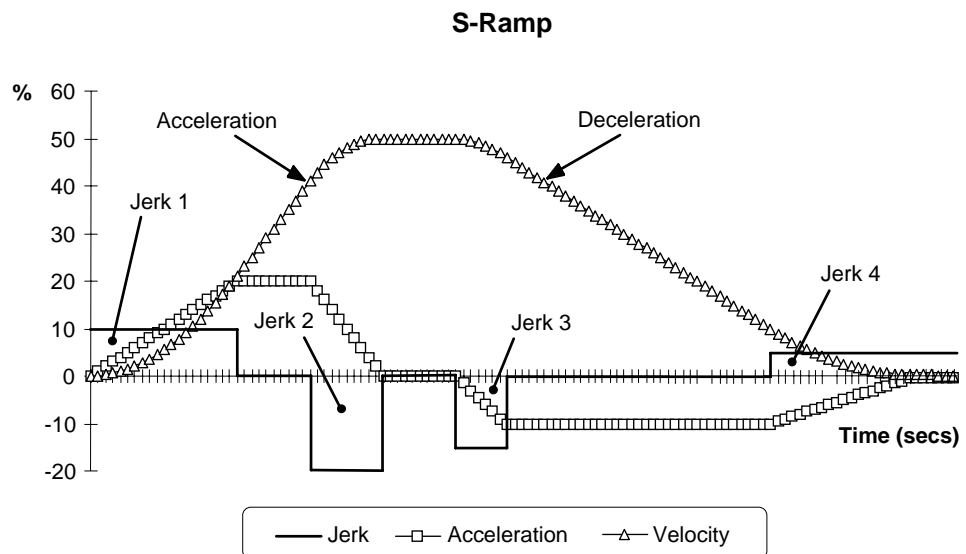 S-Ramp
%
60
50
40
30
20
10
0
-10
-20
Acceleration
Deceleration
Jerk 1
Jerk 2
Jerk 3
Jerk 4
Time (secs)
Jerk
Acceleration
Velocity